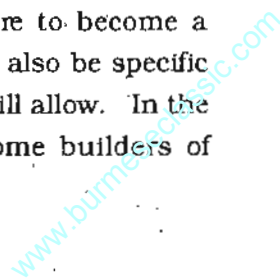 re to become a
also be specific
ill allow. In the
ome builders of
www.burmeseclassic.com